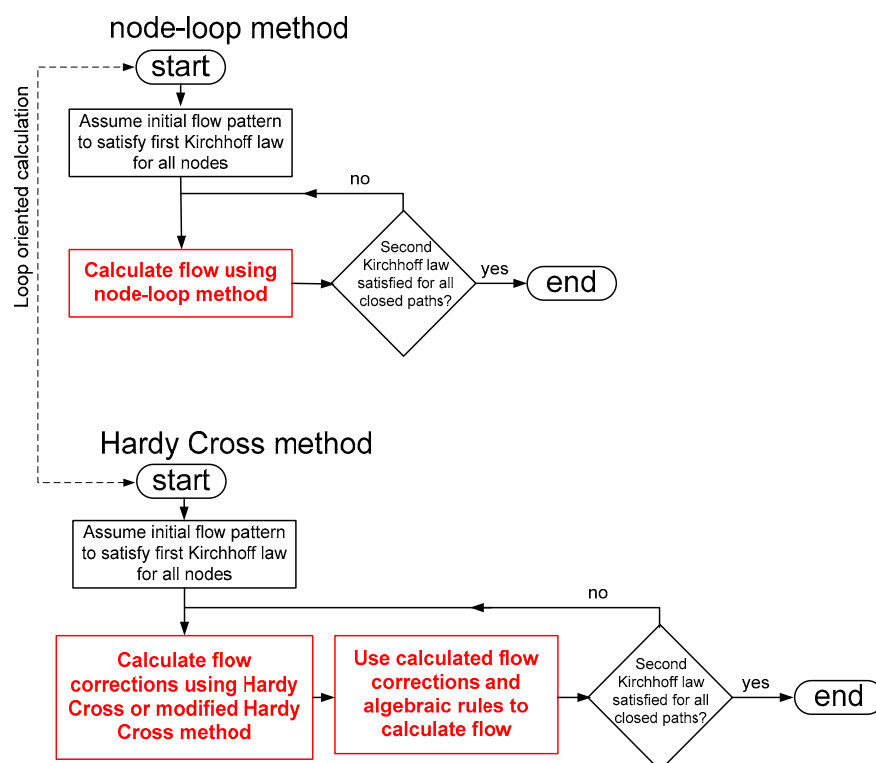 node-loop method
start
Loop oriented calculation
Assume initial flow pattern
to satisfy first Kirchhoff law
for all nodes
no
Calculate flow using
node-loop method
Second
Kirchhoff law
satisfied for all
closed paths?
yes
end
Hardy Cross method
start
Assume initial flow pattern
to satisfy first Kirchhoff law
for all nodes
no
Calculate flow
corrections using Hardy
Cross or modified Hardy
Cross method
Use calculated flow
corrections and
algebraic rules to
calculate flow
Second
Kirchhoff law
satisfied for all
closed paths?
yes
end